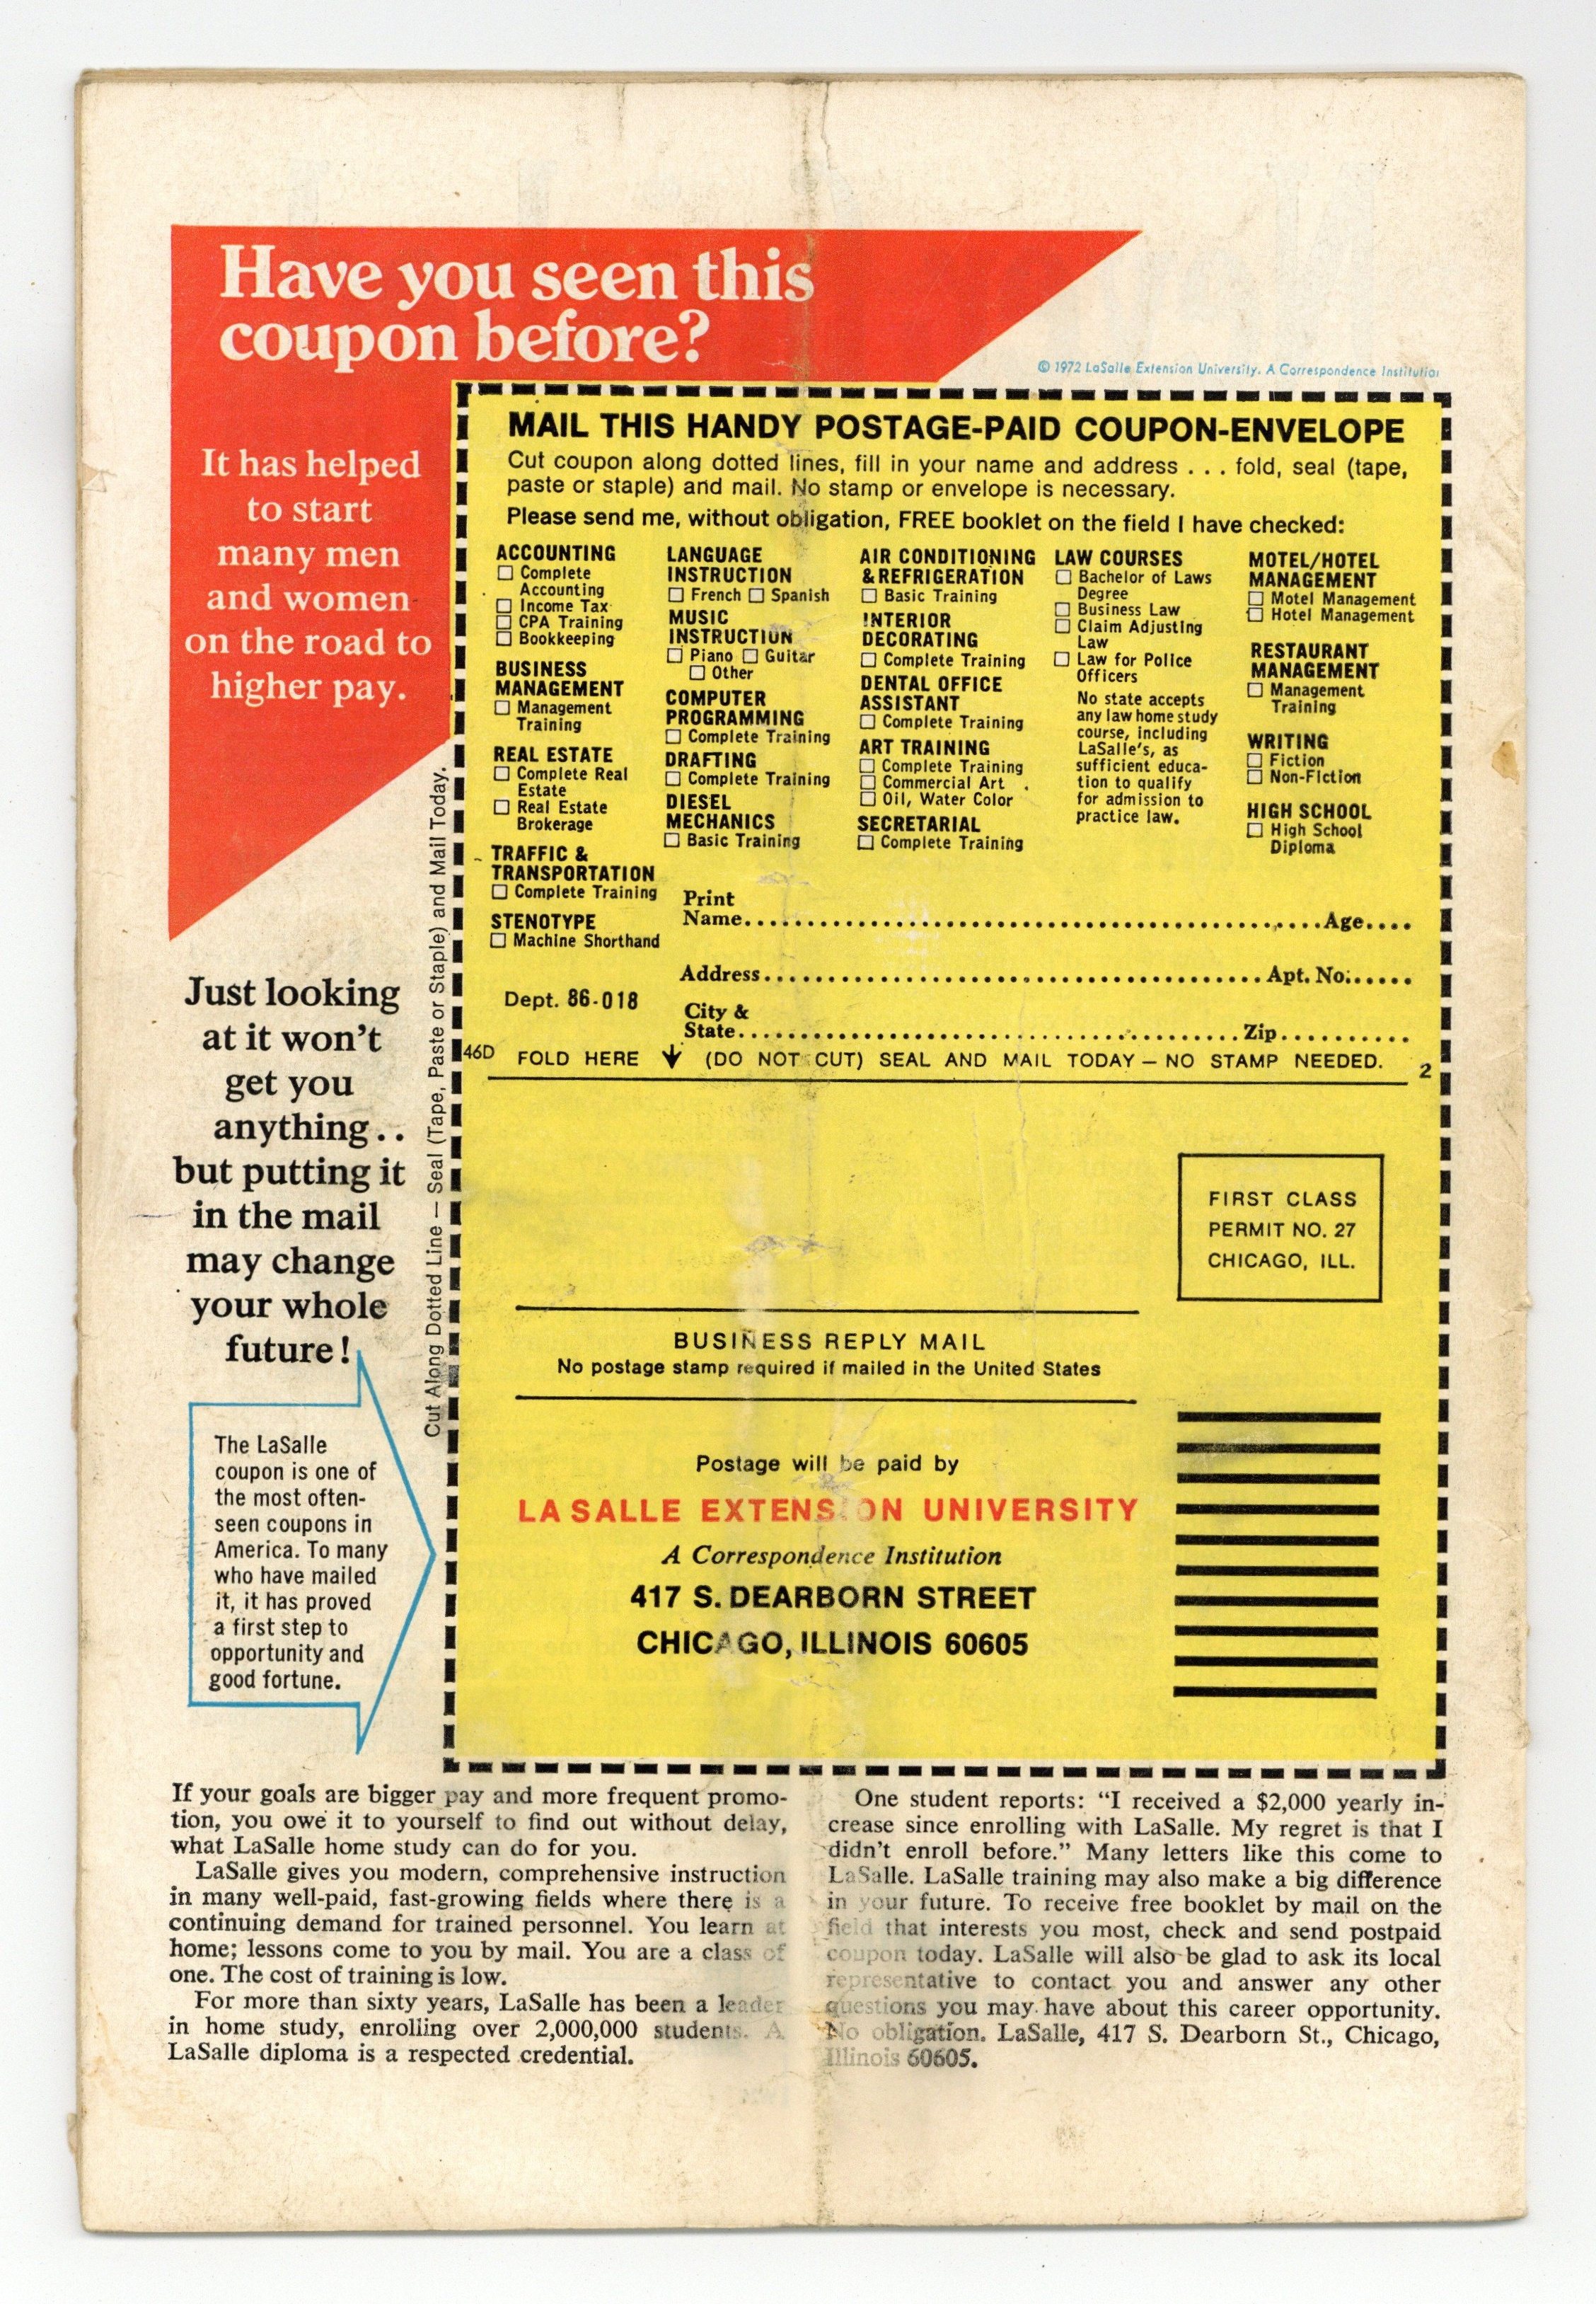 Have you seen this
coupon before?
It has helped
to start
many men
and women
on the road to
higher pay.
© 1972 LaSalle Extension University. A Correspondence Institution
MAIL THIS HANDY POSTAGE-PAID COUPON-ENVELOPE
Cut coupon along dotted lines, fill in your name and address . . . fold, seal (tape,
paste or staple) and mail. No stamp or envelope is necessary.
Please send me, without obligation, FREE booklet on the field I have checked:
ACCOUNTING
☐ Complete
Accounting
☐ Income Tax
☐ CPA Training
☐ Bookkeeping
BUSINESS
MANAGEMENT
☐ Management
Training
REAL ESTATE
☐ Complete Real
Estate
☐ Real Estate
Brokerage
TRAFFIC &
TRANSPORTATION
☐ Complete Training
STENOTYPE
☐ Machine Shorthand
LANGUAGE
INSTRUCTION
☐ French ☐ Spanish
MUSIC
INSTRUCTION
☐ Piano ☐ Guitar
☐ Other
COMPUTER
PROGRAMMING
☐ Complete Training
DRAFTING
☐ Complete Training
DIESEL
MECHANICS
☐ Basic Training
AIR CONDITIONING
& REFRIGERATION
☐ Basic Training
INTERIOR
DECORATING
☐ Complete Training
DENTAL OFFICE
ASSISTANT
☐ Complete Training
ART TRAINING
☐ Complete Training
☐ Commercial Art
☐ Oil, Water Color
SECRETARIAL
☐ Complete Training
LAW COURSES
☐ Bachelor of Laws
Degree
☐ Business Law
☐ Claim Adjusting
Law
☐ Law for Police
Officers
No state accepts
any law home study
course, including
LaSalle's, as
sufficient educa-
tion to qualify
for admission to
practice law.
MOTEL/HOTEL
MANAGEMENT
☐ Motel Management
☐ Hotel Management
RESTAURANT
MANAGEMENT
☐ Management
Training
WRITING
☐ Fiction
☐ Non-Fiction
HIGH SCHOOL
☐ High School
Diploma
Print
Name.................................................Age....
Address..........................................Apt. No.......
Dept. 86-018
City &
State..........................................Zip...........
46D FOLD HERE ↓ (DO NOT CUT) SEAL AND MAIL TODAY — NO STAMP NEEDED. 2
Cut Along Dotted Line — Seal (Tape, Paste or Staple) and Mail Today.
Just looking
at it won't
get you
anything . .
but putting it
in the mail
may change
your whole
future!
FIRST CLASS
PERMIT NO. 27
CHICAGO, ILL.
BUSINESS REPLY MAIL
No postage stamp required if mailed in the United States
Postage will be paid by
LA SALLE EXTENSION UNIVERSITY
A Correspondence Institution
417 S. DEARBORN STREET
CHICAGO, ILLINOIS 60605
The LaSalle
coupon is one of
the most often-
seen coupons in
America. To many
who have mailed
it, it has proved
a first step to
opportunity and
good fortune.
If your goals are bigger pay and more frequent promo-
tion, you owe it to yourself to find out without delay,
what LaSalle home study can do for you.
LaSalle gives you modern, comprehensive instruction
in many well-paid, fast-growing fields where there is a
continuing demand for trained personnel. You learn at
home; lessons come to you by mail. You are a class of
one. The cost of training is low.
For more than sixty years, LaSalle has been a leader
in home study, enrolling over 2,000,000 students. A
LaSalle diploma is a respected credential.
One student reports: "I received a $2,000 yearly in-
crease since enrolling with LaSalle. My regret is that I
didn't enroll before." Many letters like this come to
LaSalle. LaSalle training may also make a big difference
in your future. To receive free booklet by mail on the
field that interests you most, check and send postpaid
coupon today. LaSalle will also be glad to ask its local
representative to contact you and answer any other
questions you may have about this career opportunity.
No obligation. LaSalle, 417 S. Dearborn St., Chicago,
Illinois 60605.